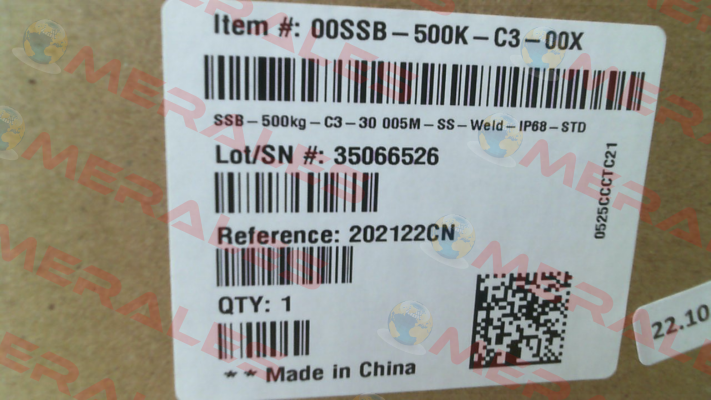 Item #: 00SSB-500K-C3-00X
SSB-500kg-C3-30 005M-SS-Weld-IP68-STD
Lot/SN #: 35066526
Reference: 202122CN
QTY: 1
** Made in China
0525CCCTC21
22.10
MERALES